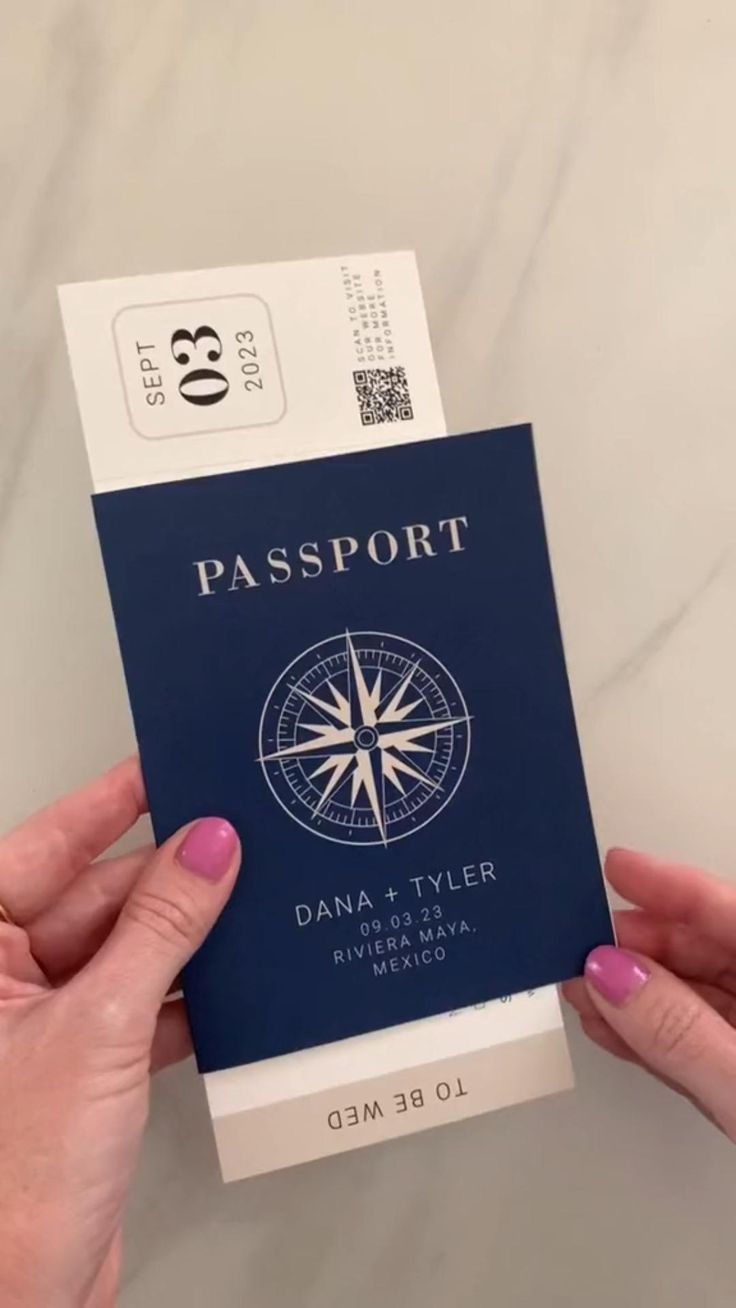 SEPT
03
2023
SCAN TO VISIT
OUR WEBSITE
FOR MORE
INFORMATION
PASSPORT
DANA + TYLER
09.03.23
RIVIERA MAYA,
MEXICO
TO BE WED